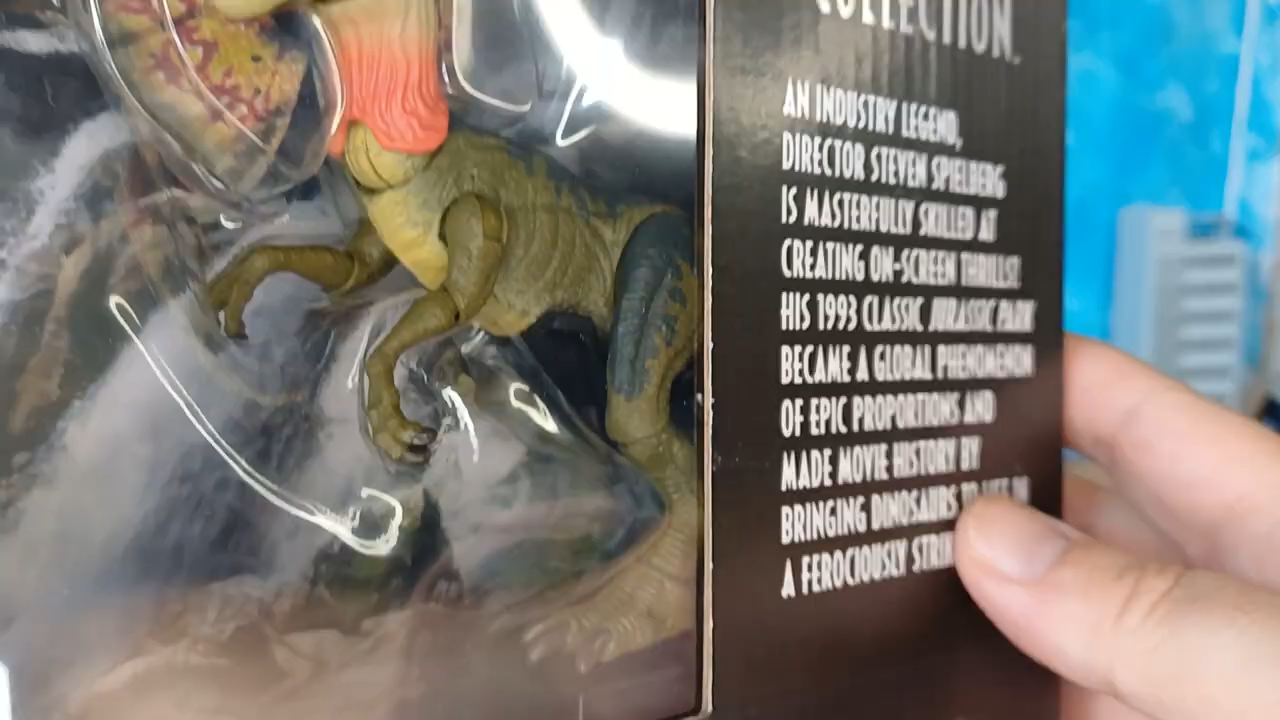 COLLECTION™
AN INDUSTRY LEGEND,
DIRECTOR STEVEN SPIELBERG
IS MASTERFULLY SKILLED AT
CREATING ON-SCREEN THRILLS!
HIS 1993 CLASSIC JURASSIC PARK
BECAME A GLOBAL PHENOMENON
OF EPIC PROPORTIONS AND
MADE MOVIE HISTORY BY
BRINGING DINOSAURS
A FEROCIOUSLY